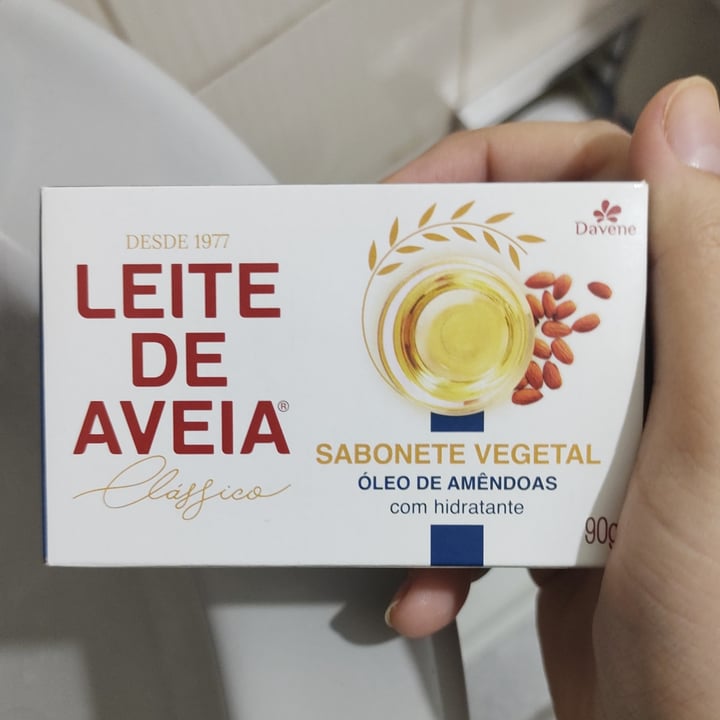 DESDE 1977
LEITE
DE
AVEIA®
Clássico
Davene
SABONETE VEGETAL
ÓLEO DE AMÊNDOAS
com hidratante
90g